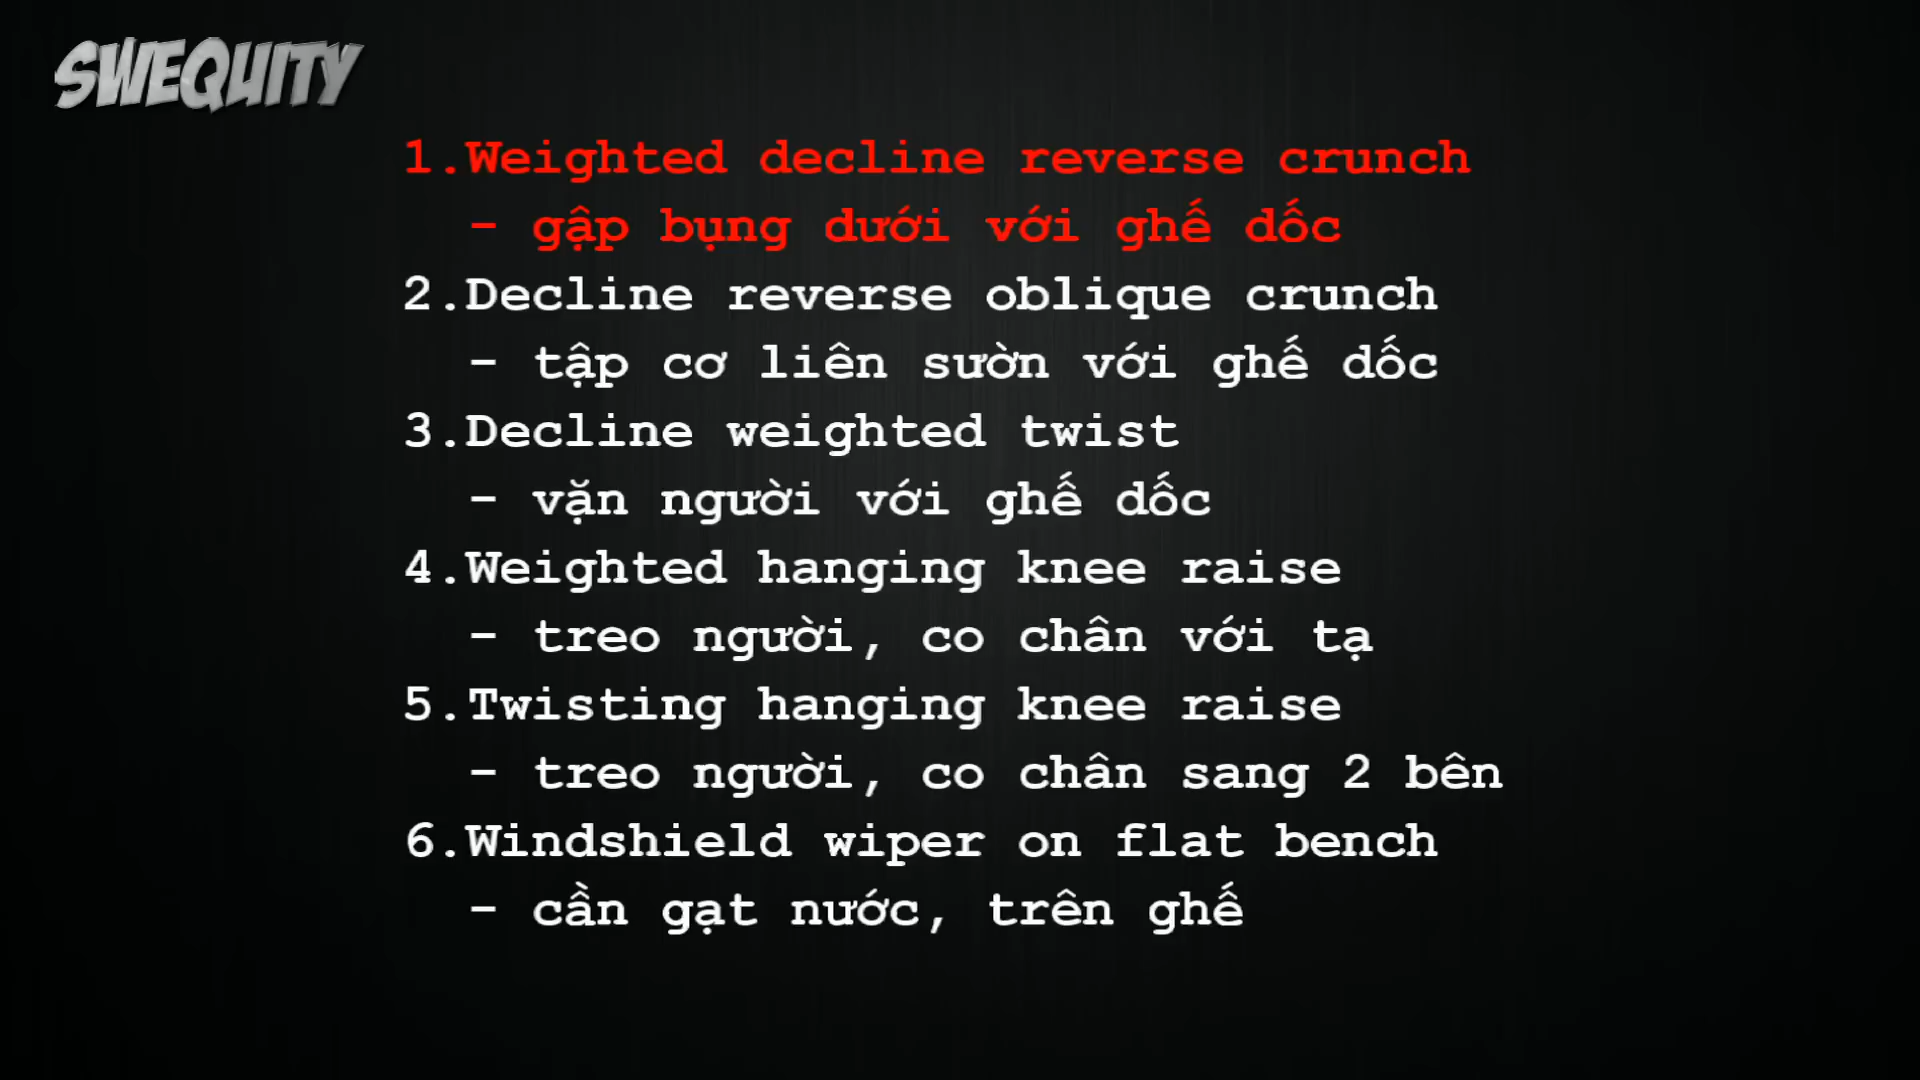 SWEQUITY
1.Weighted decline reverse crunch
- gập bụng dưới với ghế dốc
2.Decline reverse oblique crunch
- tập cơ liên sườn với ghế dốc
3.Decline weighted twist
- vặn người với ghế dốc
4.Weighted hanging knee raise
- treo người, co chân với tạ
5.Twisting hanging knee raise
- treo người, co chân sang 2 bên
6.Windshield wiper on flat bench
- cần gạt nước, trên ghế